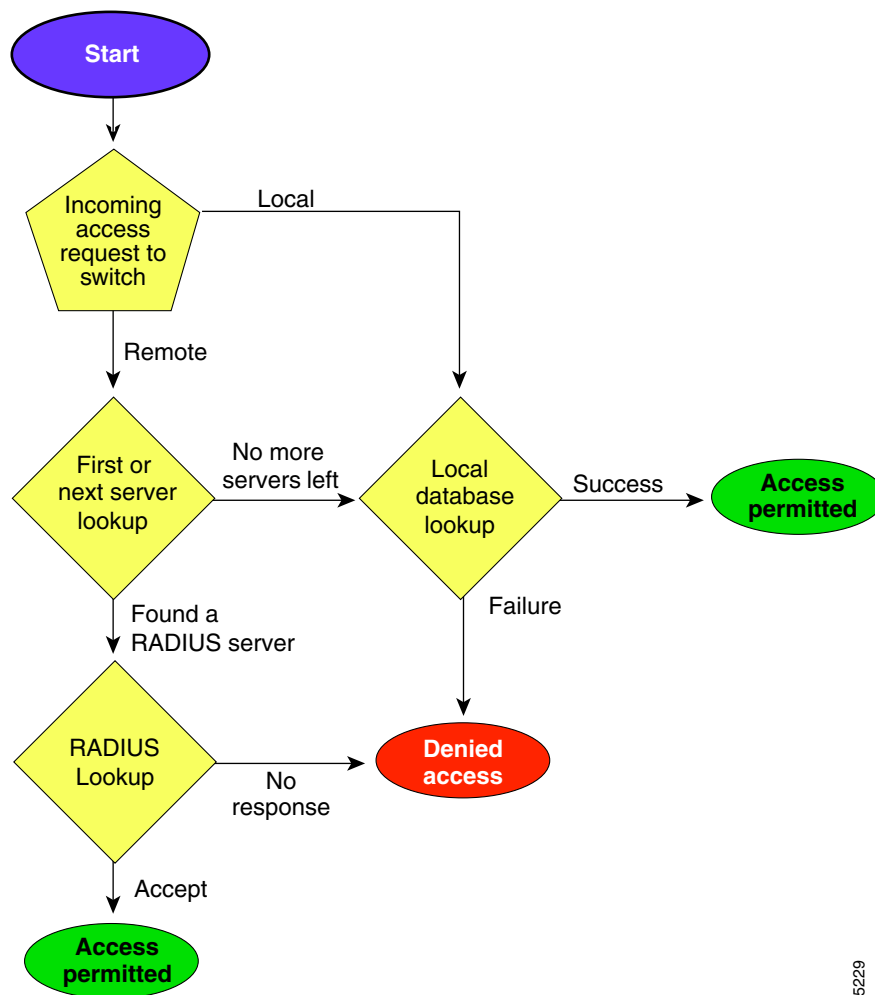 Start
Incoming
access
request to
switch
Local
Remote
First or
next server
lookup
No more
servers left
Local
database
lookup
Success
Access
permitted
Found a
RADIUS server
Failure
RADIUS
Lookup
No
response
Denied
access
Accept
Access
permitted
5229